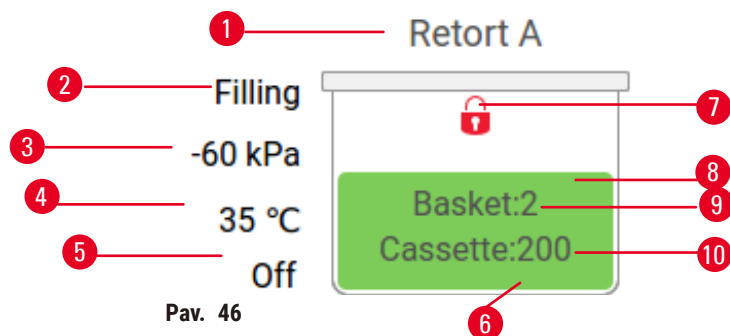 1 Retort A
2 Filling
7
3 -60 kPa
8
4 35 °C
Basket:2 9
5 Off
Cassette:200 10
Pav. 46
6